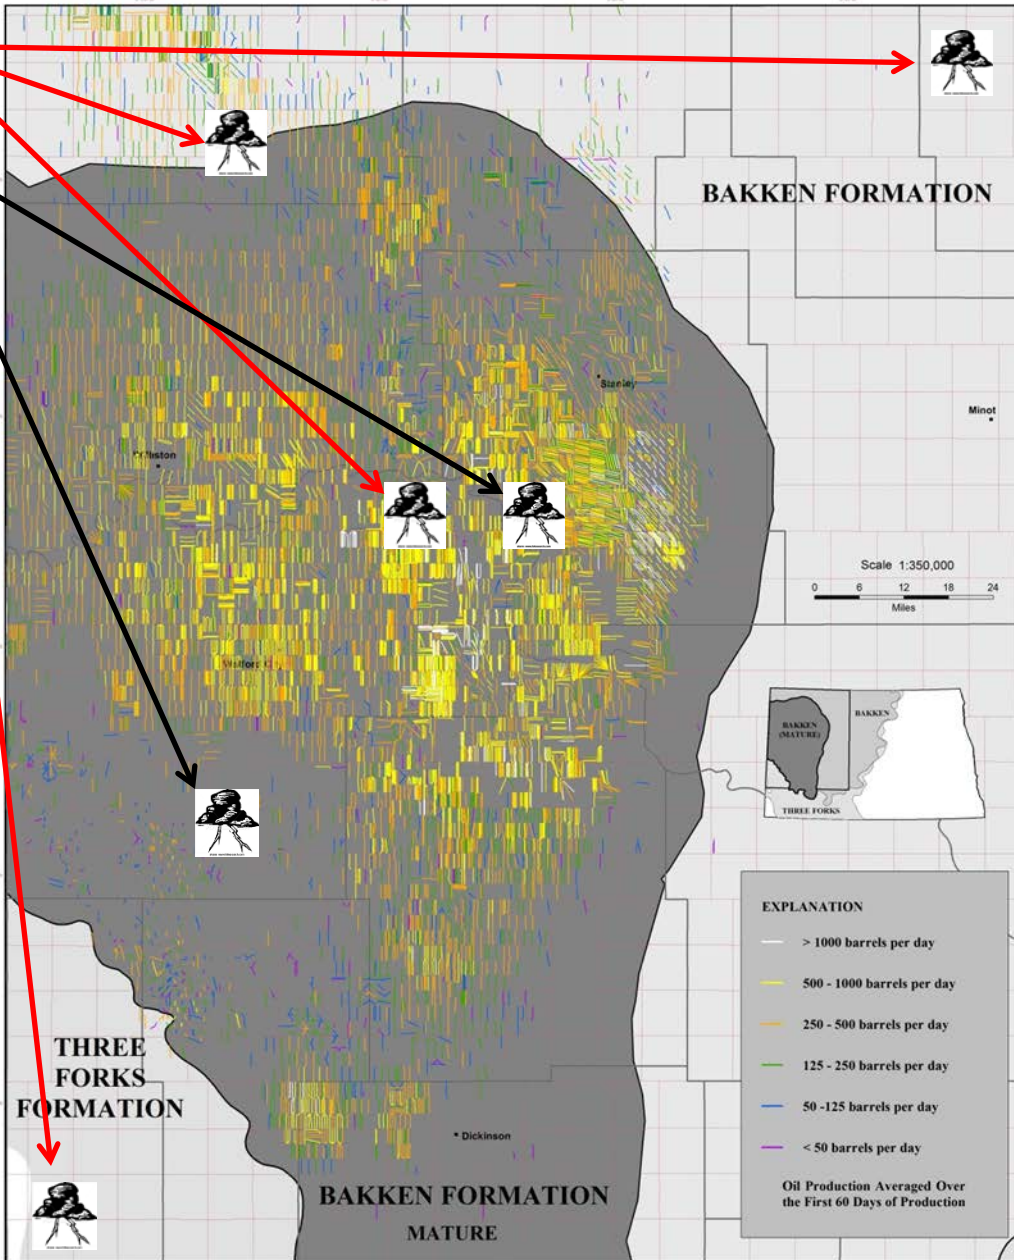 BAKKEN FORMATION
Stanley
Minot
Williston
Scale 1:350,000
0 6 12 18 24
Miles
Watford City
BAKKEN
BAKKEN
(MATURE)
THREE FORKS
EXPLANATION
> 1000 barrels per day
500 - 1000 barrels per day
250 - 500 barrels per day
125 - 250 barrels per day
50 -125 barrels per day
< 50 barrels per day
Oil Production Averaged Over
the First 60 Days of Production
THREE
FORKS
FORMATION
Dickinson
BAKKEN FORMATION
MATURE